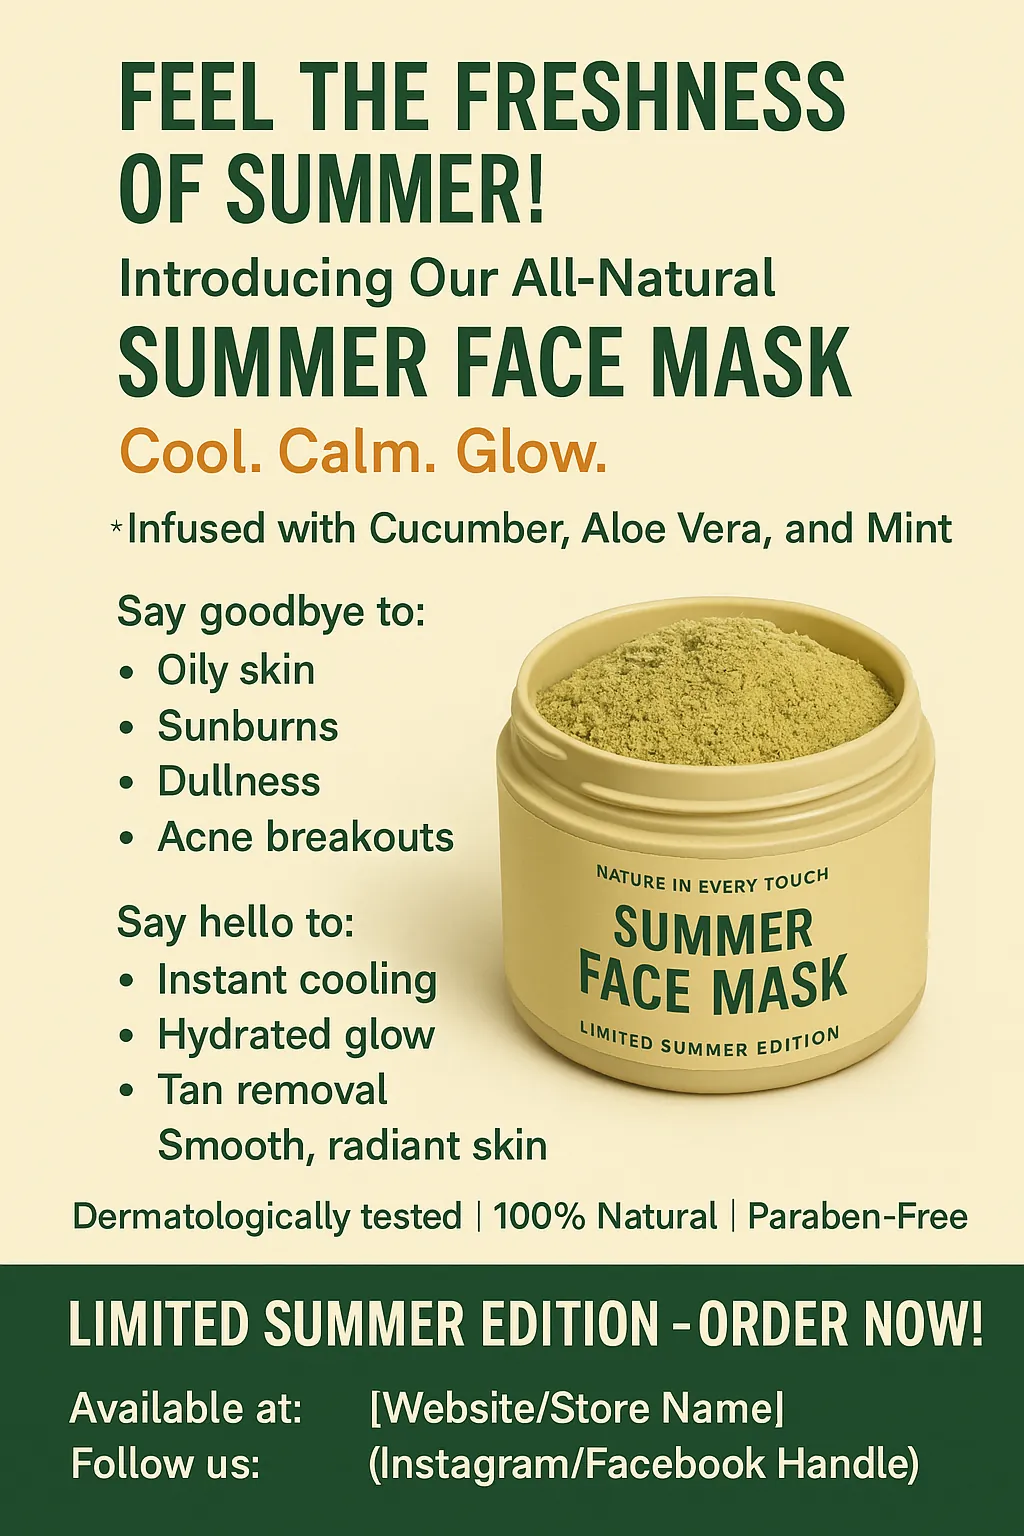 FEEL THE FRESHNESS
OF SUMMER!
Introducing Our All-Natural
SUMMER FACE MASK
Cool. Calm. Glow.
*Infused with Cucumber, Aloe Vera, and Mint
Say goodbye to:
• Oily skin
• Sunburns
• Dullness
• Acne breakouts
Say hello to:
• Instant cooling
• Hydrated glow
• Tan removal
Smooth, radiant skin
NATURE IN EVERY TOUCH
SUMMER
FACE MASK
LIMITED SUMMER EDITION
Dermatologically tested | 100% Natural | Paraben-Free
LIMITED SUMMER EDITION - ORDER NOW!
Available at: [Website/Store Name]
Follow us: (Instagram/Facebook Handle)